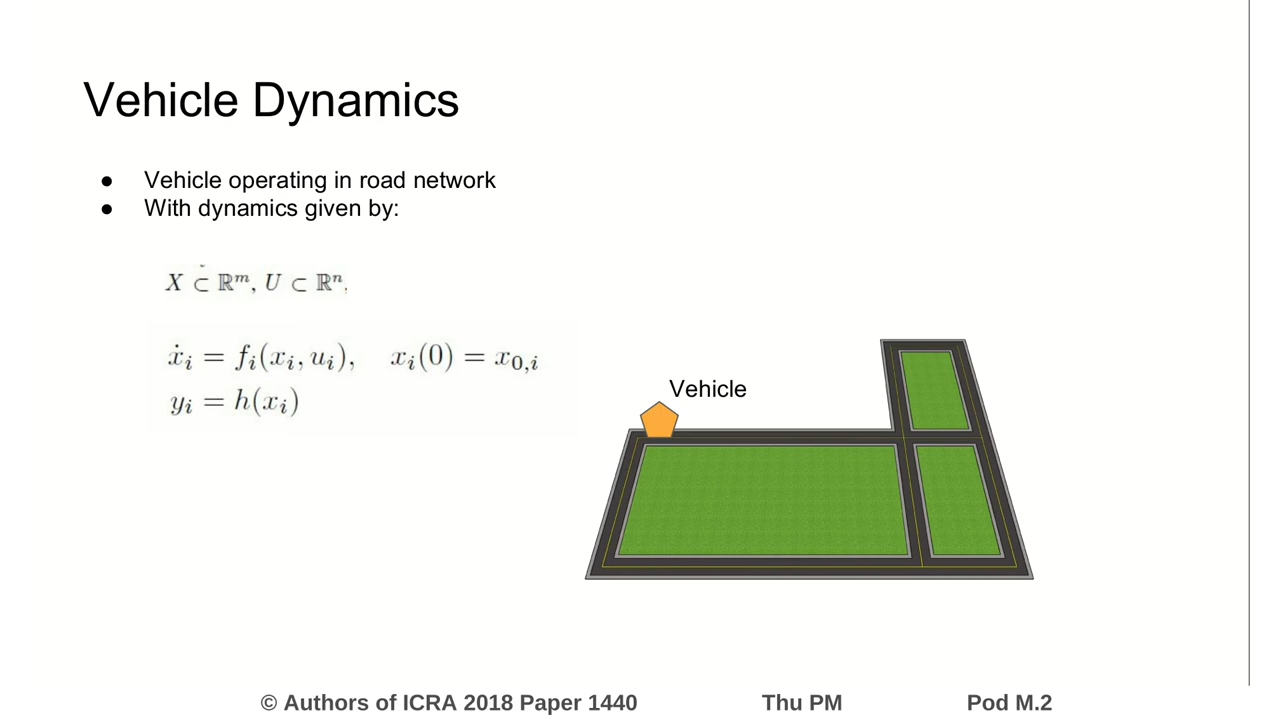 Vehicle Dynamics
● Vehicle operating in road network
● With dynamics given by:
X ⊂ ℝᵐ, U ⊂ ℝⁿ,
ẋᵢ = fᵢ(xᵢ, uᵢ), xᵢ(0) = x₀,ᵢ
yᵢ = h(xᵢ)
Vehicle
© Authors of ICRA 2018 Paper 1440 Thu PM Pod M.2